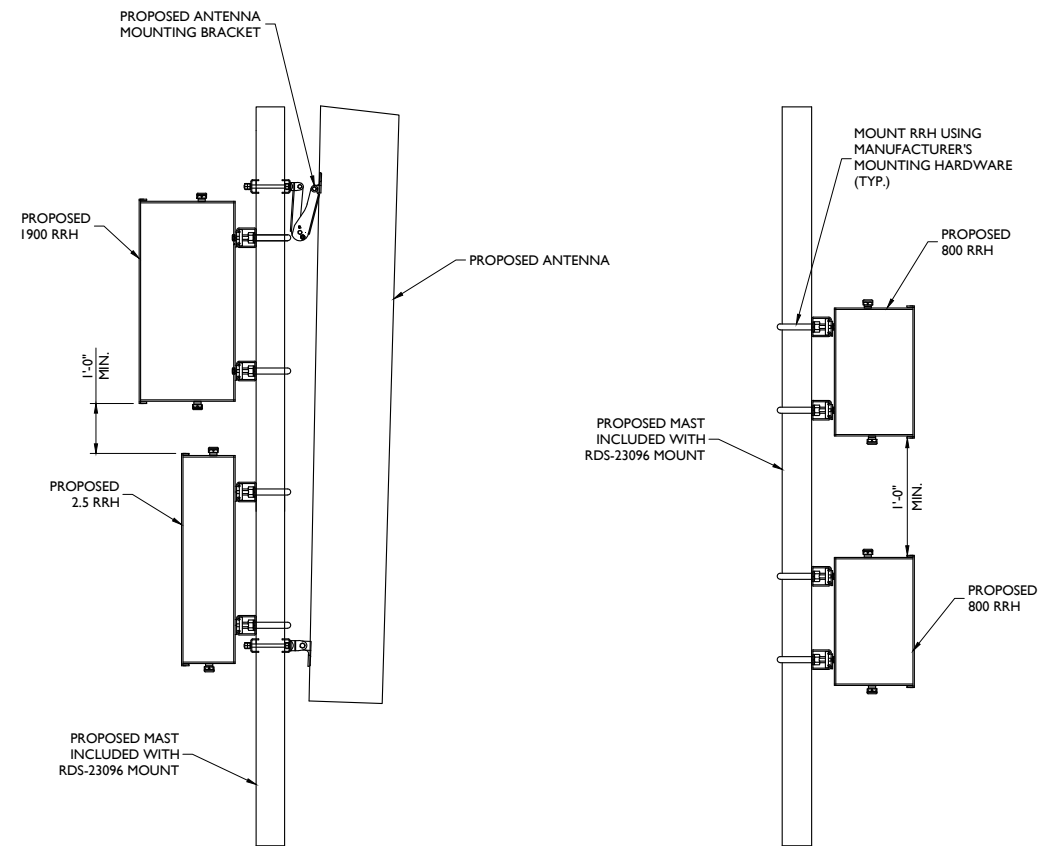 PROPOSED ANTENNA
MOUNTING BRACKET
PROPOSED
1900 RRH
PROPOSED ANTENNA
1'-0"
MIN.
PROPOSED
2.5 RRH
PROPOSED MAST
INCLUDED WITH
RDS-23096 MOUNT
MOUNT RRH USING
MANUFACTURER'S
MOUNTING HARDWARE
(TYP.)
PROPOSED
800 RRH
PROPOSED MAST
INCLUDED WITH
RDS-23096 MOUNT
1'-0"
MIN.
PROPOSED
800 RRH